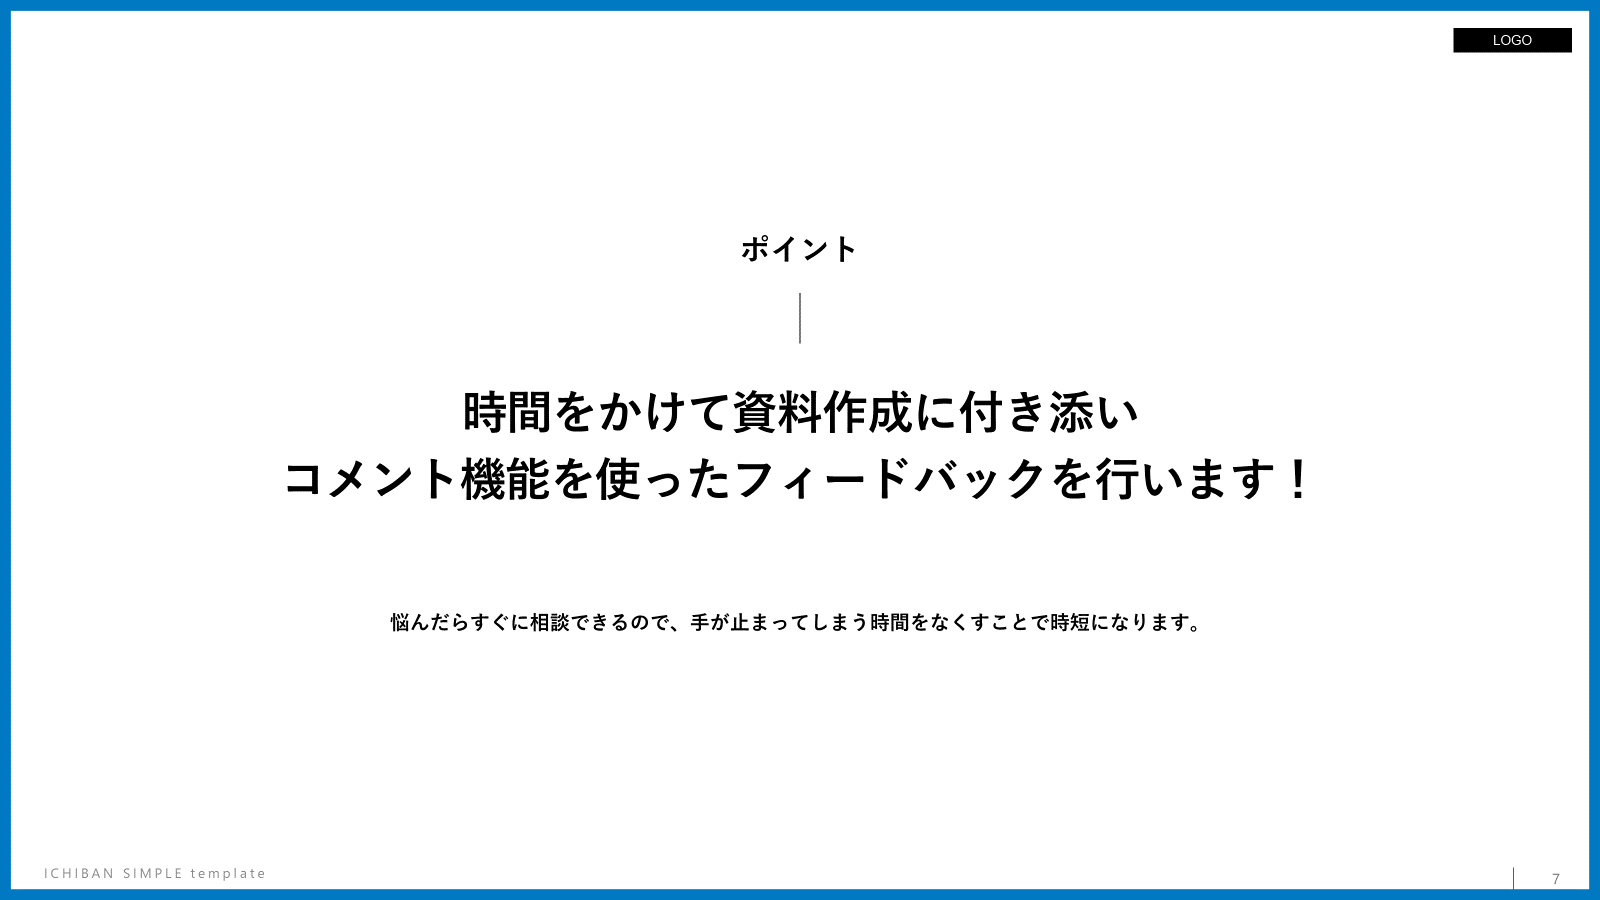 LOGO
ポイント
時間をかけて資料作成に付き添い
コメント機能を使ったフィードバックを行います！
悩んだらすぐに相談できるので、手が止まってしまう時間をなくすことで時短になります。
ICHIBAN SIMPLE template
7